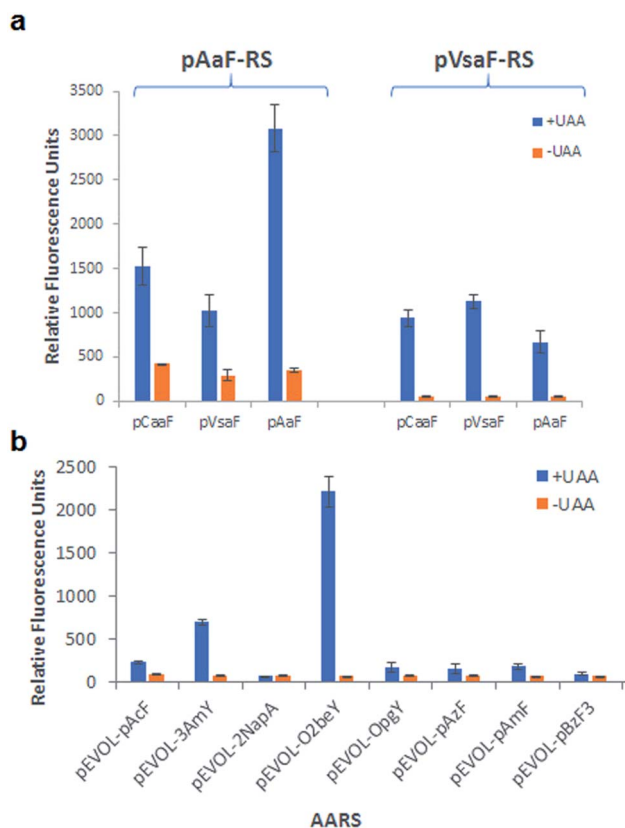 a
pAaF-RS pVsaF-RS
3500
3000
2500
2000
1500
1000
500
0
Relative Fluorescence Units
+UAA
-UAA
pCaaF pVsaF pAaF pCaaF pVsaF pAaF
b
2500
2000
1500
1000
500
0
Relative Fluorescence Units
+UAA
-UAA
pEVOL-pAcF
pEVOL-3AmY
pEVOL-2NapA
pEVOL-O2beY
pEVOL-OpgY
pEVOL-pAzF
pEVOL-pAmF
pEVOL-pBzF3
AARS